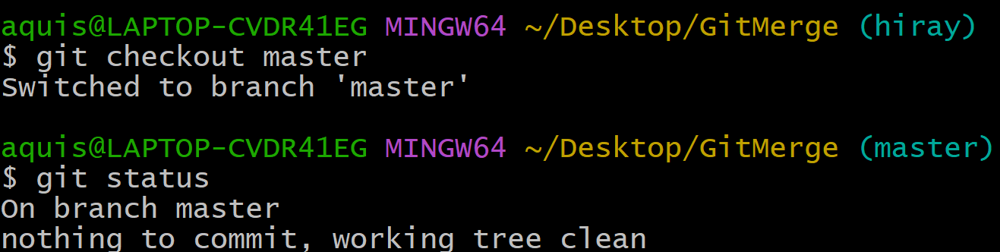 aquis@LAPTOP-CVDR41EG MINGW64 ~/Desktop/GitMerge (hiray)
$ git checkout master
Switched to branch 'master'
aquis@LAPTOP-CVDR41EG MINGW64 ~/Desktop/GitMerge (master)
$ git status
On branch master
nothing to commit, working tree clean